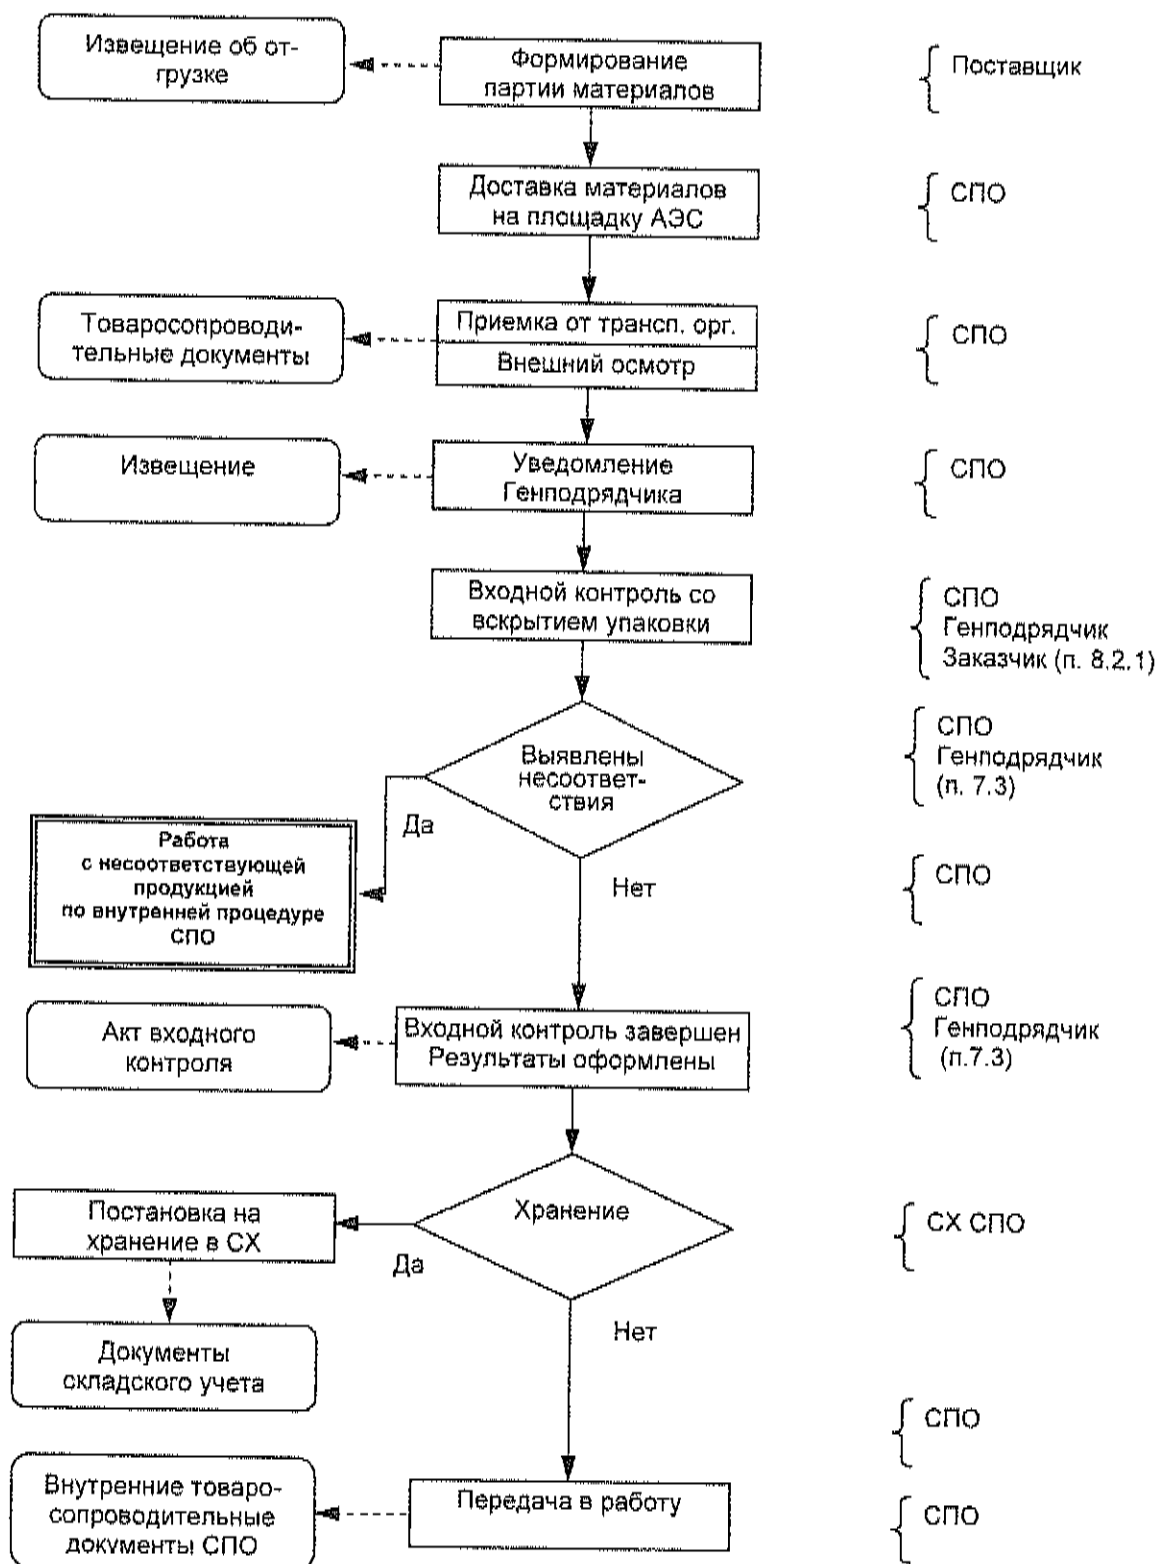 Извещение об от-
грузке
Формирование
партии материалов
Поставщик
Доставка материалов
на площадку АЭС
СПО
Товаросопроводи-
тельные документы
Приемка от трансп. орг.
Внешний осмотр
СПО
Извещение
Уведомление
Генподрядчика
СПО
Входной контроль со
вскрытием упаковки
СПО
Генподрядчик
Заказчик (п. 8.2.1)
Выявлены
несоответ-
ствия
СПО
Генподрядчик
(п. 7.3)
Да
Нет
Работа
с несоответствующей
продукцией
по внутренней процедуре
СПО
СПО
Акт входного
контроля
Входной контроль завершен
Результаты оформлены
СПО
Генподрядчик
(п.7.3)
Хранение
Да
Нет
Постановка на
хранение в СХ
СХ СПО
Документы
складского учета
СПО
Внутренние товаро-
сопроводительные
документы СПО
Передача в работу
СПО